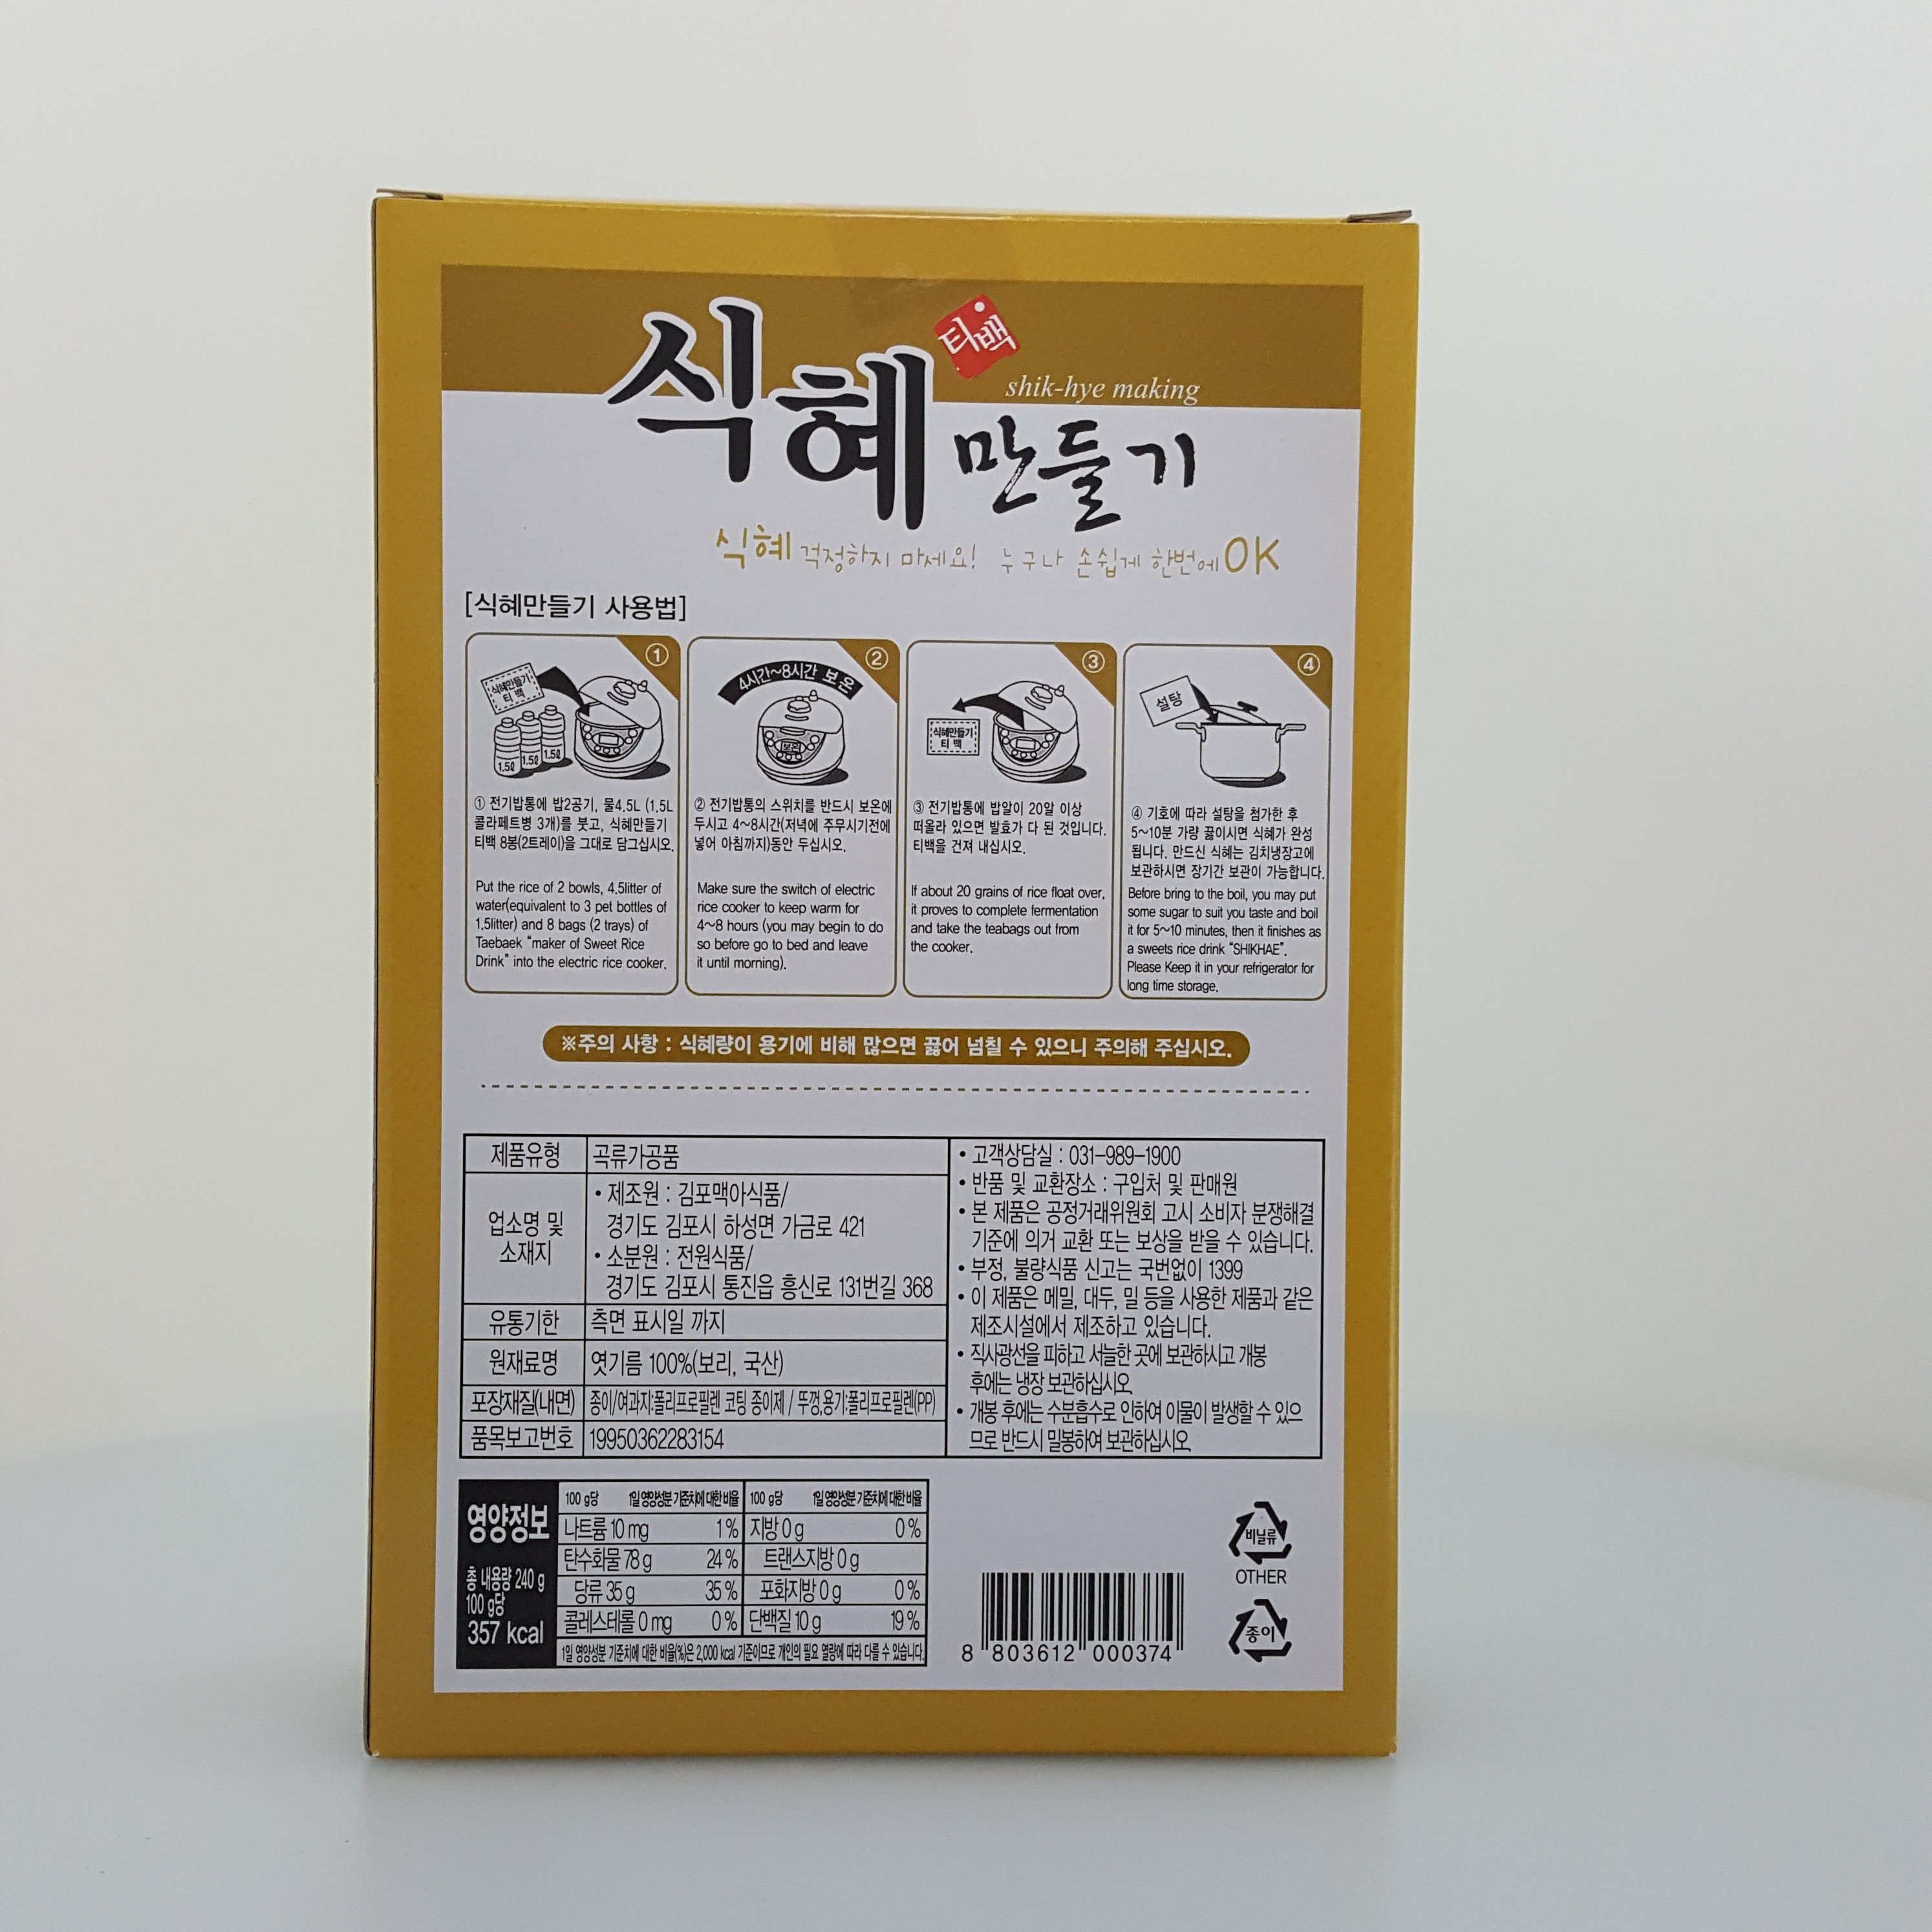 식혜
티백
shik-hye making
만들기
식혜 걱정하지 마세요! 누구나 손쉽게 한번에 OK
[식혜만들기 사용법]
①
식혜만들기
티 백
1.5ℓ 1.5ℓ 1.5ℓ
① 전기밥통에 밥2공기, 물4.5L (1.5L
콜라페트병 3개)를 붓고, 식혜만들기
티백 8봉(2트레이)을 그대로 담그십시오.
Put the rice of 2 bowls, 4.5litter of
water(equivalent to 3 pet bottles of
1.5litter) and 8 bags (2 trays) of
Taebaek "maker of Sweet Rice
Drink" into the electric rice cooker.
②
4시간~8시간 보온
보온
② 전기밥통의 스위치를 반드시 보온에
두시고 4~8시간(저녁에 주무시기전에
넣어 아침까지)동안 두십시오.
Make sure the switch of electric
rice cooker to keep warm for
4~8 hours (you may begin to do
so before go to bed and leave
it until morning).
③
식혜만들기
티 백
③ 전기밥통에 밥알이 20알 이상
떠올라 있으면 발효가 다 된 것입니다.
티백을 건져 내십시오.
If about 20 grains of rice float over,
it proves to complete fermentation
and take the teabags out from
the cooker.
④
설탕
④ 기호에 따라 설탕을 첨가한 후
5~10분 가량 끓이시면 식혜가 완성
됩니다. 만드신 식혜는 김치냉장고에
보관하시면 장기간 보관이 가능합니다.
Before bring to the boil, you may put
some sugar to suit you taste and boil
it for 5~10 minutes, then it finishes as
a sweets rice drink "SHIKHAE".
Please Keep it in your refrigerator for
long time storage.
※주의 사항 : 식혜량이 용기에 비해 많으면 끓어 넘칠 수 있으니 주의해 주십시오.
제품유형 곡류가공품
업소명 및
소재지
• 제조원 : 김포맥아식품/
경기도 김포시 하성면 가금로 421
• 소분원 : 전원식품/
경기도 김포시 통진읍 흥신로 131번길 368
유통기한 측면 표시일 까지
원재료명 엿기름 100%(보리, 국산)
포장재질(내면) 종이/여과지:폴리프로필렌 코팅 종이제 / 뚜껑,용기:폴리프로필렌(PP)
품목보고번호 19950362283154
• 고객상담실 : 031-989-1900
• 반품 및 교환장소 : 구입처 및 판매원
• 본 제품은 공정거래위원회 고시 소비자 분쟁해결
기준에 의거 교환 또는 보상을 받을 수 있습니다.
• 부정, 불량식품 신고는 국번없이 1399
• 이 제품은 메밀, 대두, 밀 등을 사용한 제품과 같은
제조시설에서 제조하고 있습니다.
• 직사광선을 피하고 서늘한 곳에 보관하시고 개봉
후에는 냉장 보관하십시오.
• 개봉 후에는 수분흡수로 인하여 이물이 발생할 수 있으
므로 반드시 밀봉하여 보관하십시오.
영양정보
총 내용량 240 g
100 g당
357 kcal
100 g당 1일 영양성분 기준치에 대한 비율 100 g당 1일 영양성분 기준치에 대한 비율
나트륨 10 mg 1% 지방 0 g 0%
탄수화물 78 g 24% 트랜스지방 0 g
당류 35 g 35% 포화지방 0 g 0%
콜레스테롤 0 mg 0% 단백질 10 g 19%
1일 영양성분 기준치에 대한 비율(%)은 2,000 kcal 기준이므로 개인의 필요 열량에 따라 다를 수 있습니다.
8 803612 000374
비닐류
OTHER
종이